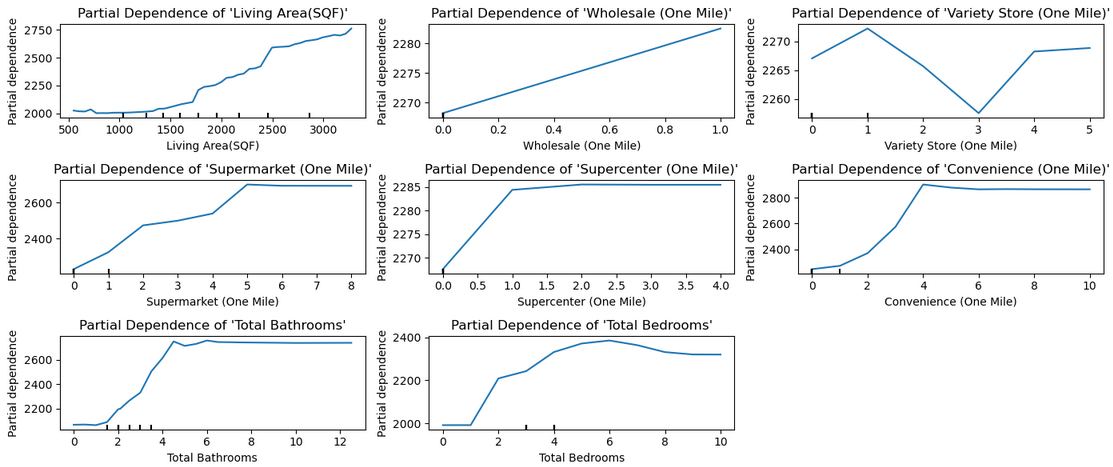 Partial Dependence of 'Living Area(SQF)'
Partial dependence
2750
2500
2250
2000
500 1000 1500 2000 2500 3000
Living Area(SQF)
Partial Dependence of 'Wholesale (One Mile)'
Partial dependence
2280
2275
2270
0.0 0.2 0.4 0.6 0.8 1.0
Wholesale (One Mile)
Partial Dependence of 'Variety Store (One Mile)'
Partial dependence
2270
2265
2260
0 1 2 3 4 5
Variety Store (One Mile)
Partial Dependence of 'Supermarket (One Mile)'
Partial dependence
2600
2400
0 1 2 3 4 5 6 7 8
Supermarket (One Mile)
Partial Dependence of 'Supercenter (One Mile)'
Partial dependence
2285
2280
2275
2270
0.0 0.5 1.0 1.5 2.0 2.5 3.0 3.5 4.0
Supercenter (One Mile)
Partial Dependence of 'Convenience (One Mile)'
Partial dependence
2800
2600
2400
0 2 4 6 8 10
Convenience (One Mile)
Partial Dependence of 'Total Bathrooms'
Partial dependence
2600
2400
2200
0 2 4 6 8 10 12
Total Bathrooms
Partial Dependence of 'Total Bedrooms'
Partial dependence
2400
2200
2000
0 2 4 6 8 10
Total Bedrooms